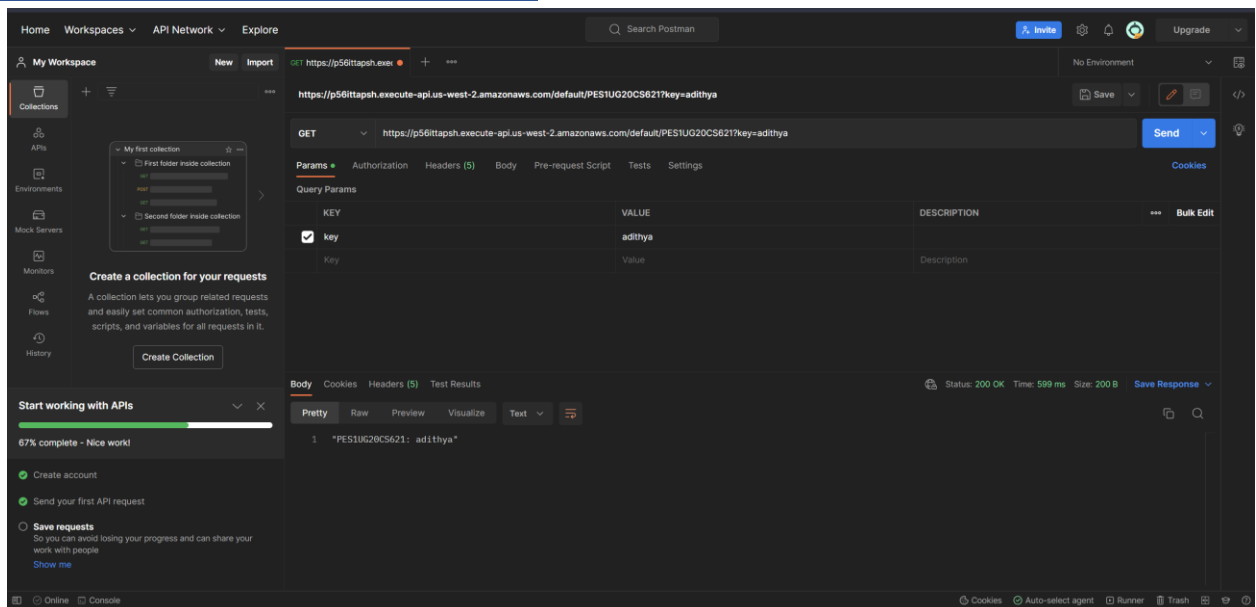 Home Workspaces API Network Explore
Search Postman
Invite
Upgrade
My Workspace New Import
GET https://p56ittapsh.exec
No Environment
Collections
https://p56ittapsh.execute-api.us-west-2.amazonaws.com/default/PES1UG20CS621?key=adithya
Save
APIs
GET https://p56ittapsh.execute-api.us-west-2.amazonaws.com/default/PES1UG20CS621?key=adithya
Send
My first collection
First folder inside collection
Second folder inside collection
Environments
Mock Servers
Monitors
Flows
History
Create a collection for your requests
A collection lets you group related requests
and easily set common authorization, tests,
scripts, and variables for all requests in it.
Create Collection
Params Authorization Headers (5) Body Pre-request Script Tests Settings
Cookies
Query Params
KEY VALUE DESCRIPTION Bulk Edit
key adithya
Key Value Description
Body Cookies Headers (5) Test Results
Status: 200 OK Time: 599 ms Size: 200 B Save Response
Pretty Raw Preview Visualize Text
1 "PES1UG20CS621: adithya"
Start working with APIs
67% complete - Nice work!
Create account
Send your first API request
Save requests
So you can avoid losing your progress and can share your
work with people
Show me
Online Console
Cookies Auto-select agent Runner Trash